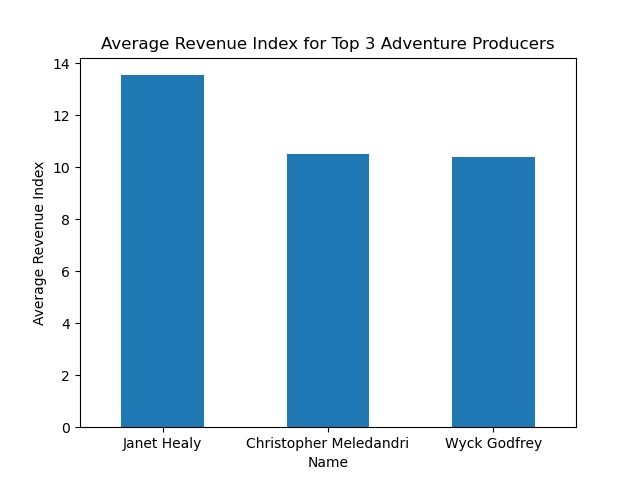 Average Revenue Index for Top 3 Adventure Producers
14
12
10
8
6
4
2
0
Average Revenue Index
Janet Healy
Christopher Meledandri
Wyck Godfrey
Name